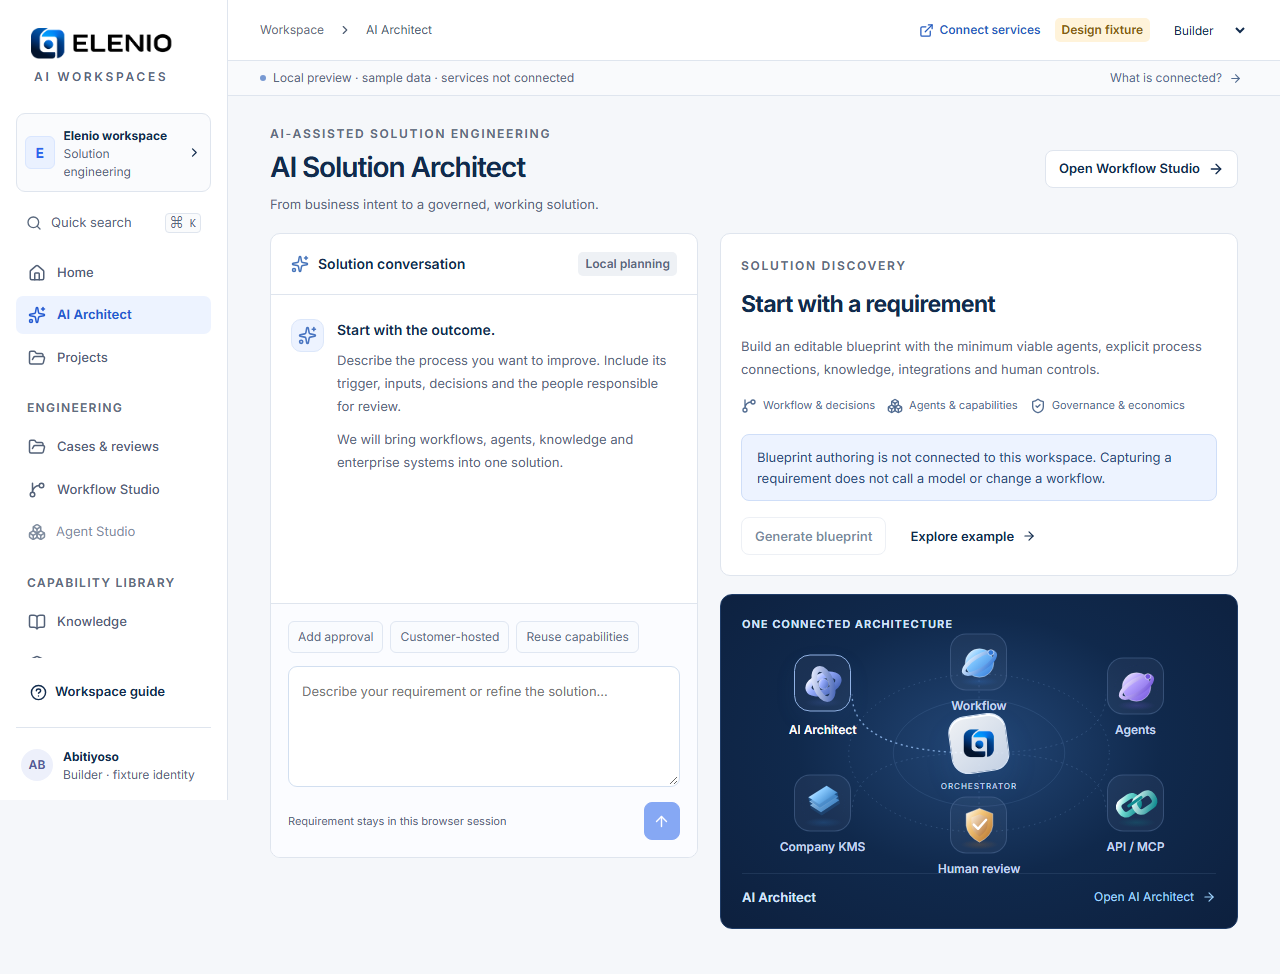 ELENIO
AI WORKSPACES
E
Elenio workspace
Solution
engineering
Quick search
⌘ K
Home
AI Architect
Projects
ENGINEERING
Cases & reviews
Workflow Studio
Agent Studio
CAPABILITY LIBRARY
Knowledge
Workspace guide
AB
Abitiyoso
Builder · fixture identity
Workspace
AI Architect
Connect services
Design fixture
Builder
Local preview · sample data · services not connected
What is connected?
AI-ASSISTED SOLUTION ENGINEERING
AI Solution Architect
From business intent to a governed, working solution.
Open Workflow Studio
Solution conversation
Local planning
Start with the outcome.
Describe the process you want to improve. Include its
trigger, inputs, decisions and the people responsible
for review.
We will bring workflows, agents, knowledge and
enterprise systems into one solution.
Add approval
Customer-hosted
Reuse capabilities
Describe your requirement or refine the solution...
Requirement stays in this browser session
SOLUTION DISCOVERY
Start with a requirement
Build an editable blueprint with the minimum viable agents, explicit process
connections, knowledge, integrations and human controls.
Workflow & decisions
Agents & capabilities
Governance & economics
Blueprint authoring is not connected to this workspace. Capturing a
requirement does not call a model or change a workflow.
Generate blueprint
Explore example
ONE CONNECTED ARCHITECTURE
AI Architect
Workflow
Agents
ORCHESTRATOR
Company KMS
Human review
API / MCP
AI Architect
Open AI Architect